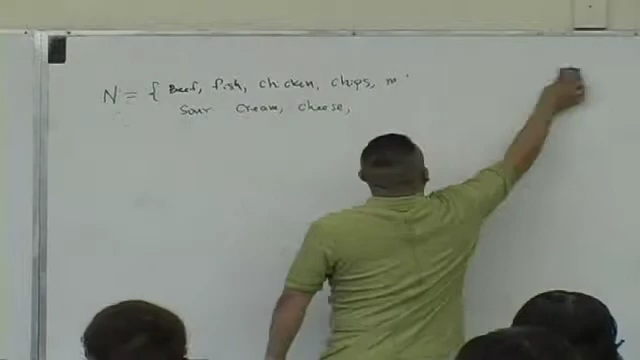 N = { Beef, fish, chicken, chips, m
Sour cream, cheese,